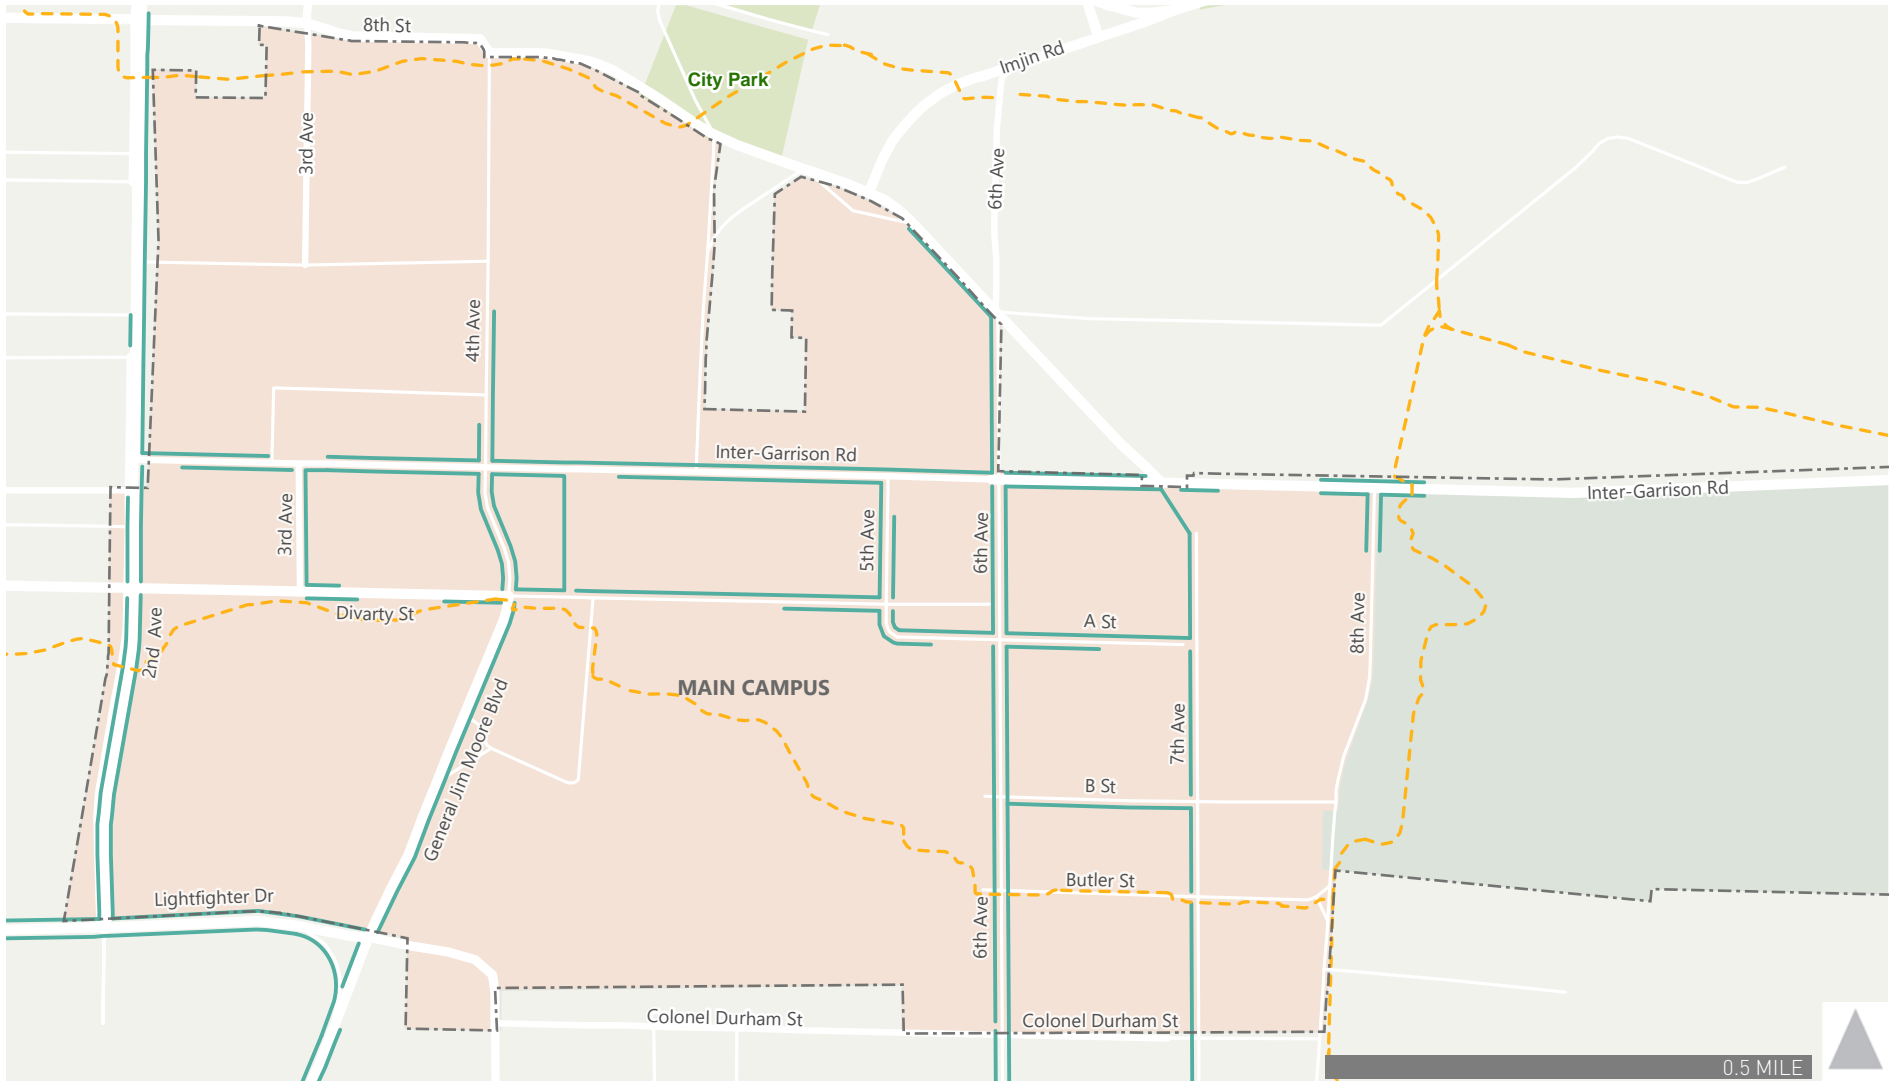 8th St
Imjin Rd
City Park
3rd Ave
6th Ave
4th Ave
Inter-Garrison Rd
Inter-Garrison Rd
3rd Ave
5th Ave
6th Ave
Divarty St
2nd Ave
A St
8th Ave
MAIN CAMPUS
7th Ave
General Jim Moore Blvd
B St
Butler St
Lightfighter Dr
6th Ave
Colonel Durham St
Colonel Durham St
0.5 MILE